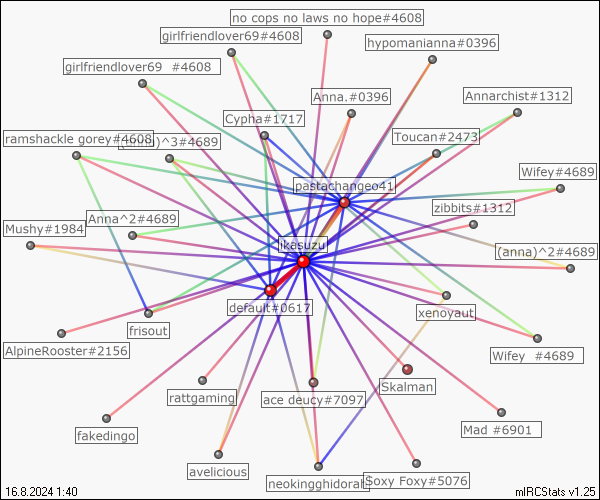 no cops no laws no hope#4608
girlfriendlover69#4608
hypomanianna#0396
girlfriendlover69   #4608
Anna.#0396
Annarchist#1312
Cypha#1717
ramshackle gorey#4608
)^3#4689
Toucan#2473
Wifey#4689
pastachangeo41
zibbits#1312
Anna^2#4689
Mushy#1984
ikasuzu
(anna)^2#4689
default#0617
xenoyaut
frisout
AlpineRooster#2156
Wifey   #4689
rattgaming
ace deucy#7097
Skalman
fakedingo
Mad #6901
avelicious
neokingghidorah
Soxy Foxy#5076
16.8.2024 1:40
mIRCStats v1.25